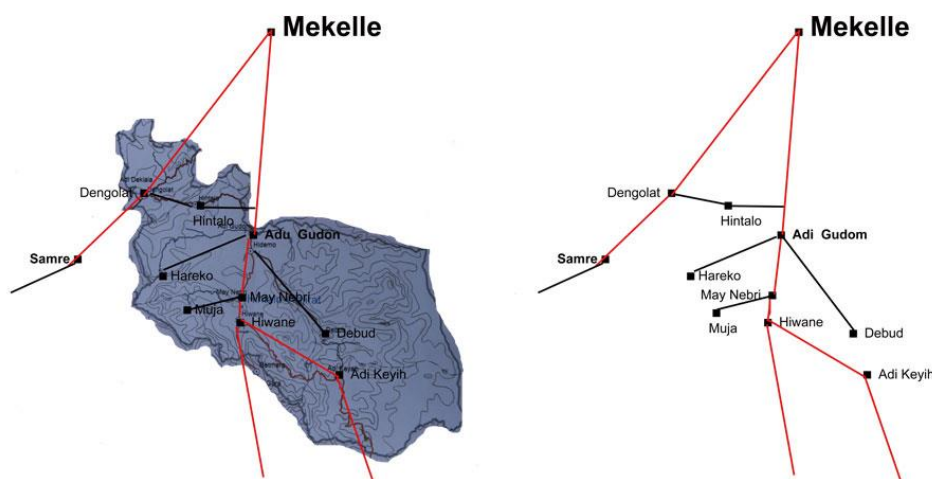 Mekelle
Dengolat
Hintalo
Adu Gudon
Samre
Hareko
May Nebri
Muja
Hiwane
Debud
Adi Keyih
Mekelle
Dengolat
Hintalo
Adi Gudom
Samre
Hareko
May Nebri
Muja
Hiwane
Debud
Adi Keyih